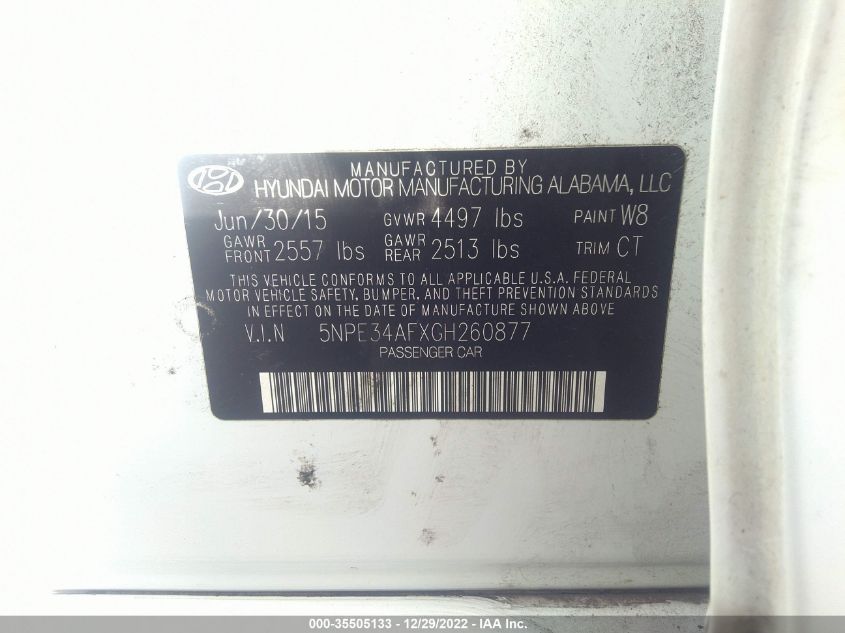 MANUFACTURED BY
HYUNDAI MOTOR MANUFACTURING ALABAMA, LLC
Jun/30/15 GVWR 4497 lbs PAINT W8
GAWR FRONT 2557 lbs GAWR REAR 2513 lbs TRIM CT
THIS VEHICLE CONFORMS TO ALL APPLICABLE U.S.A. FEDERAL
MOTOR VEHICLE SAFETY, BUMPER, AND THEFT PREVENTION STANDARDS
IN EFFECT ON THE DATE OF MANUFACTURE SHOWN ABOVE
V.I.N 5NPE34AFXGH260877
PASSENGER CAR
000-35505133 - 12/29/2022 - IAA Inc.